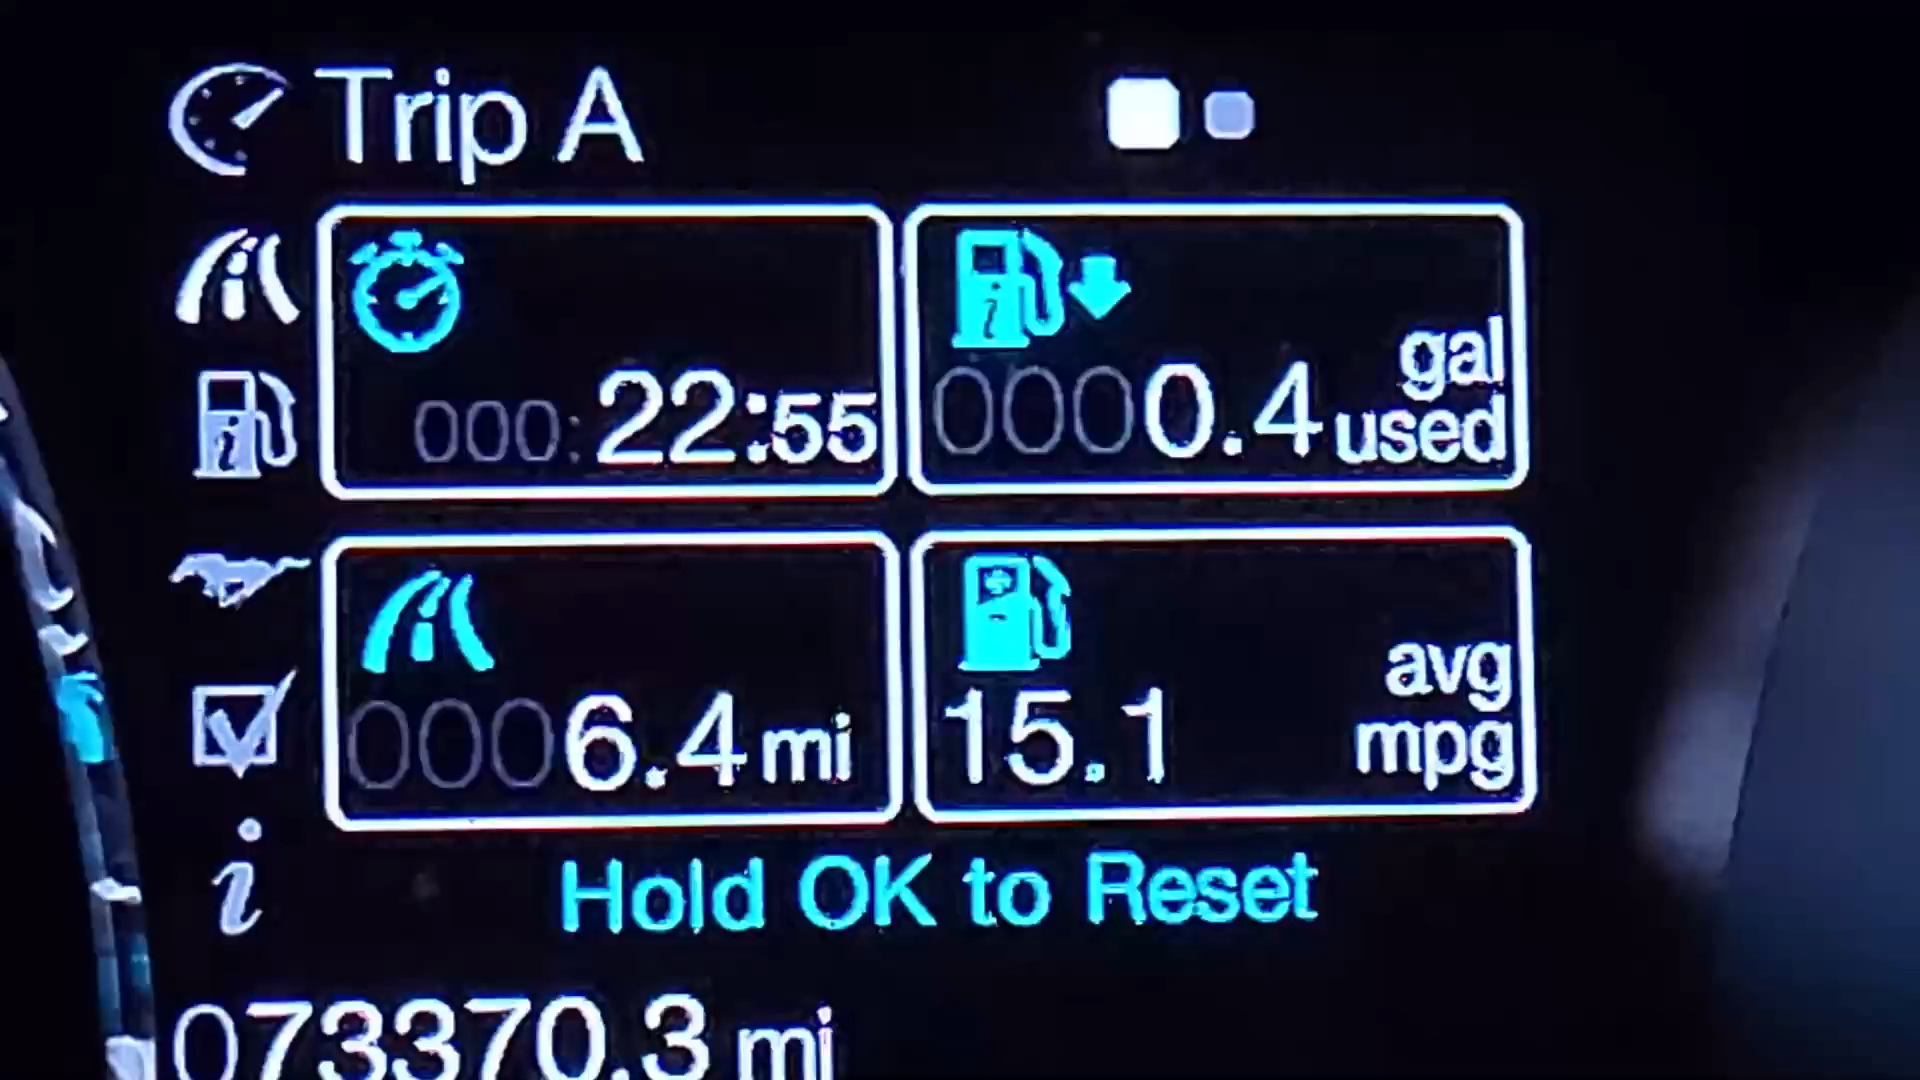 Trip A
000:22:55
0000.4 gal used
0006.4 mi
15.1 avg mpg
Hold OK to Reset
i
073370.3 mi